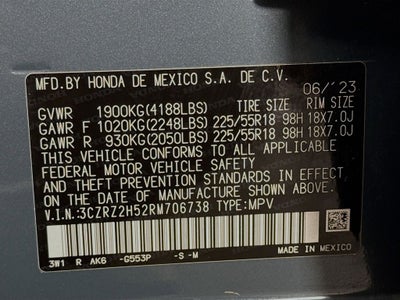 MFD.BY HONDA DE MEXICO S.A. DE C.V.
06/'23
GVWR 1900KG(4188LBS) TIRE SIZE RIM SIZE
GAWR F 1020KG(2248LBS) 225/55R18 98H 18X7.0J
GAWR R 930KG(2050LBS) 225/55R18 98H 18X7.0J
THIS VEHICLE CONFORMS TO ALL APPLICABLE
FEDERAL MOTOR VEHICLE SAFETY STANDARDS IN EFFECT
ON THE DATE OF MANUFACTURE SHOWN ABOVE.
V.I.N:3CZRZ2H52RM706738 TYPE:MPV
3W1 R AK6 -G553P -S -M
MADE IN
MEXICO